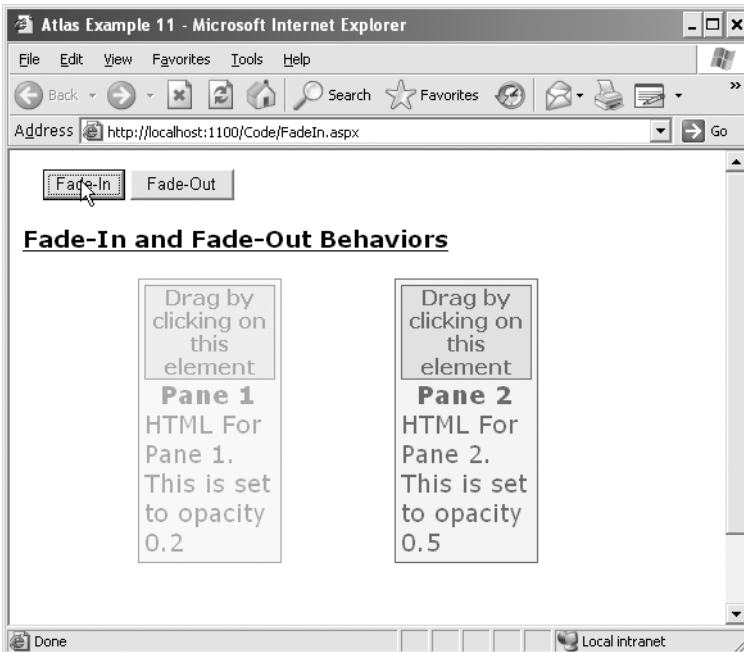 Atlas Example 11 - Microsoft Internet Explorer
File Edit View Favorites Tools Help
Back Search Favorites »
Address http://localhost:1100/Code/FadeIn.aspx Go
Fade-In Fade-Out
Fade-In and Fade-Out Behaviors
Drag by
clicking on
this
element
Pane 1
HTML For
Pane 1.
This is set
to opacity
0.2
Drag by
clicking on
this
element
Pane 2
HTML For
Pane 2.
This is set
to opacity
0.5
Done Local intranet